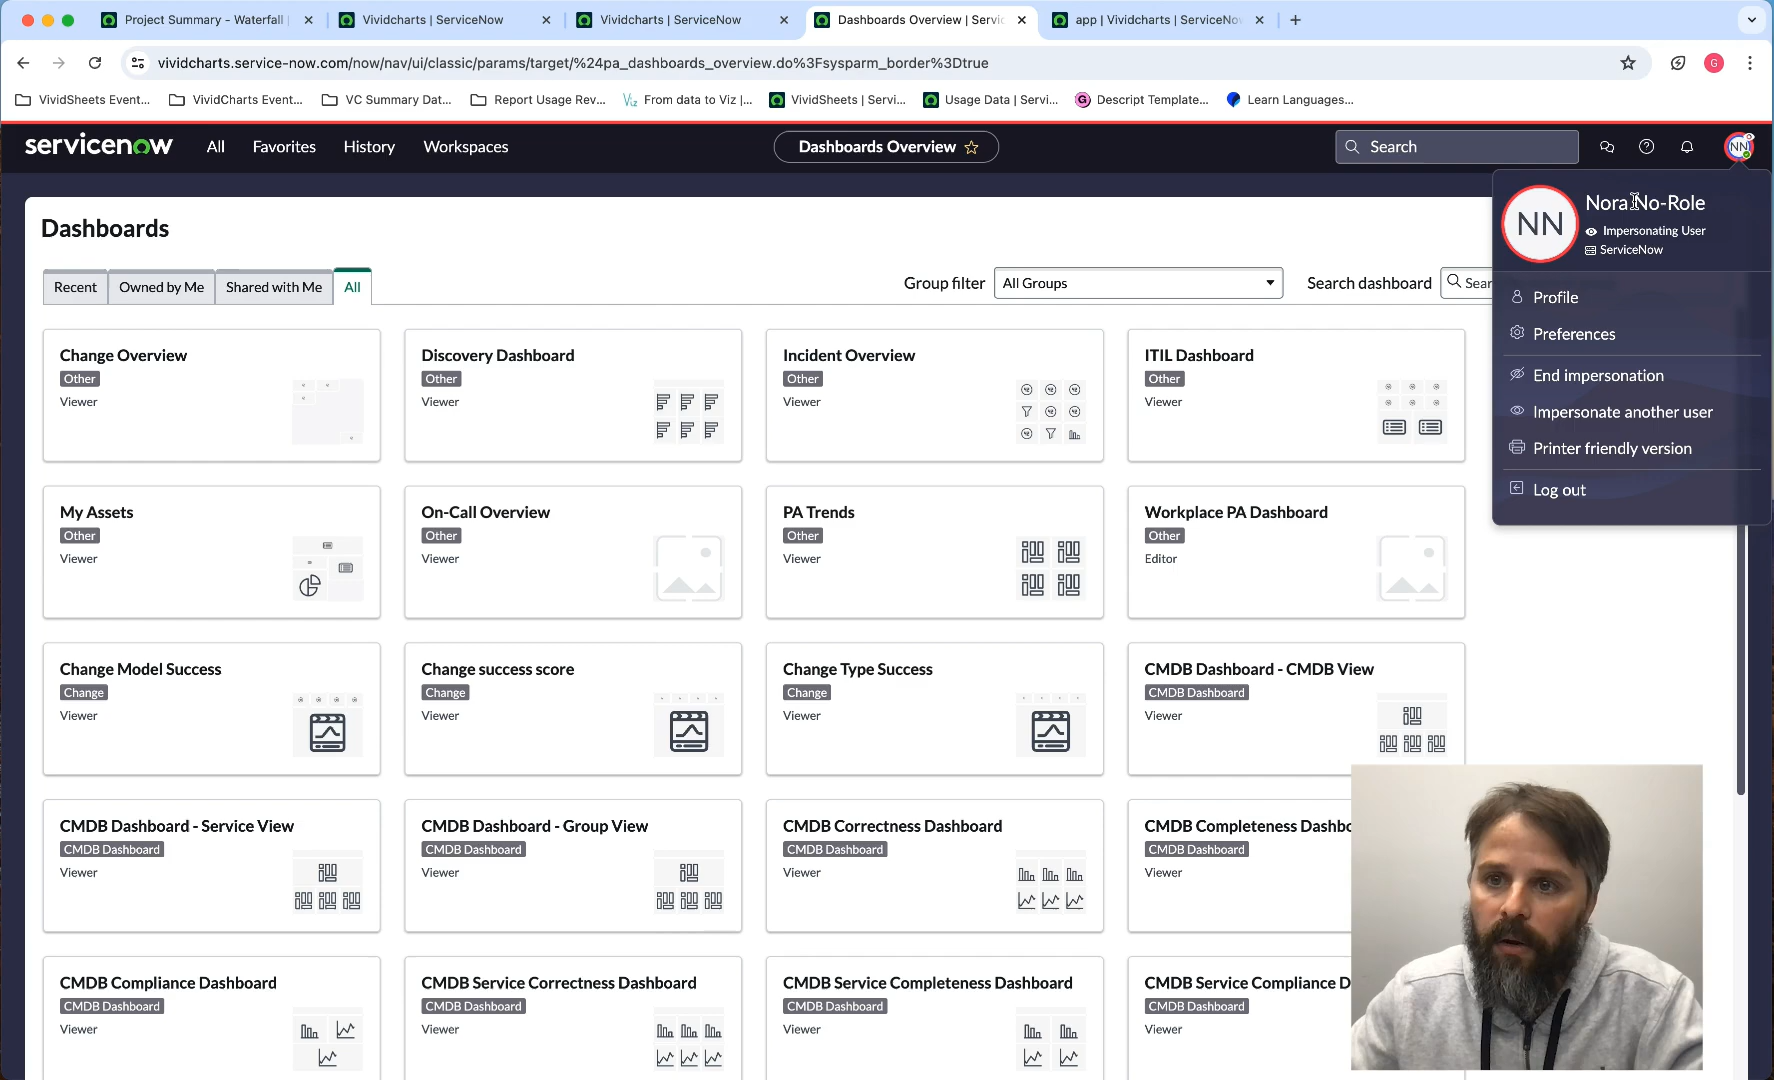 Project Summary - Waterfall
Vividcharts | ServiceNow
Vividcharts | ServiceNow
Dashboards Overview | Servic
app | Vividcharts | ServiceNo
vividcharts.service-now.com/now/nav/ui/classic/params/target/%24pa_dashboards_overview.do%3Fsysparm_border%3Dtrue
G
VividSheets Event...
VividCharts Event...
VC Summary Dat...
Report Usage Rev...
From data to Viz |...
VividSheets | Servi...
Usage Data | Servi...
Descript Template...
Learn Languages...
servicenow
All
Favorites
History
Workspaces
Dashboards Overview
Search
NN
NN
Nora No-Role
Impersonating User
ServiceNow
Profile
Preferences
End impersonation
Impersonate another user
Printer friendly version
Log out
Dashboards
Recent
Owned by Me
Shared with Me
All
Group filter
All Groups
Search dashboard
Sear
Change Overview
Other
Viewer
Discovery Dashboard
Other
Viewer
Incident Overview
Other
Viewer
ITIL Dashboard
Other
Viewer
My Assets
Other
Viewer
On-Call Overview
Other
Viewer
PA Trends
Other
Viewer
Workplace PA Dashboard
Other
Editor
Change Model Success
Change
Viewer
Change success score
Change
Viewer
Change Type Success
Change
Viewer
CMDB Dashboard - CMDB View
CMDB Dashboard
Viewer
CMDB Dashboard - Service View
CMDB Dashboard
Viewer
CMDB Dashboard - Group View
CMDB Dashboard
Viewer
CMDB Correctness Dashboard
CMDB Dashboard
Viewer
CMDB Completeness Dashbo
CMDB Dashboard
Viewer
CMDB Compliance Dashboard
CMDB Dashboard
Viewer
CMDB Service Correctness Dashboard
CMDB Dashboard
Viewer
CMDB Service Completeness Dashboard
CMDB Dashboard
Viewer
CMDB Service Compliance D
CMDB Dashboard
Viewer